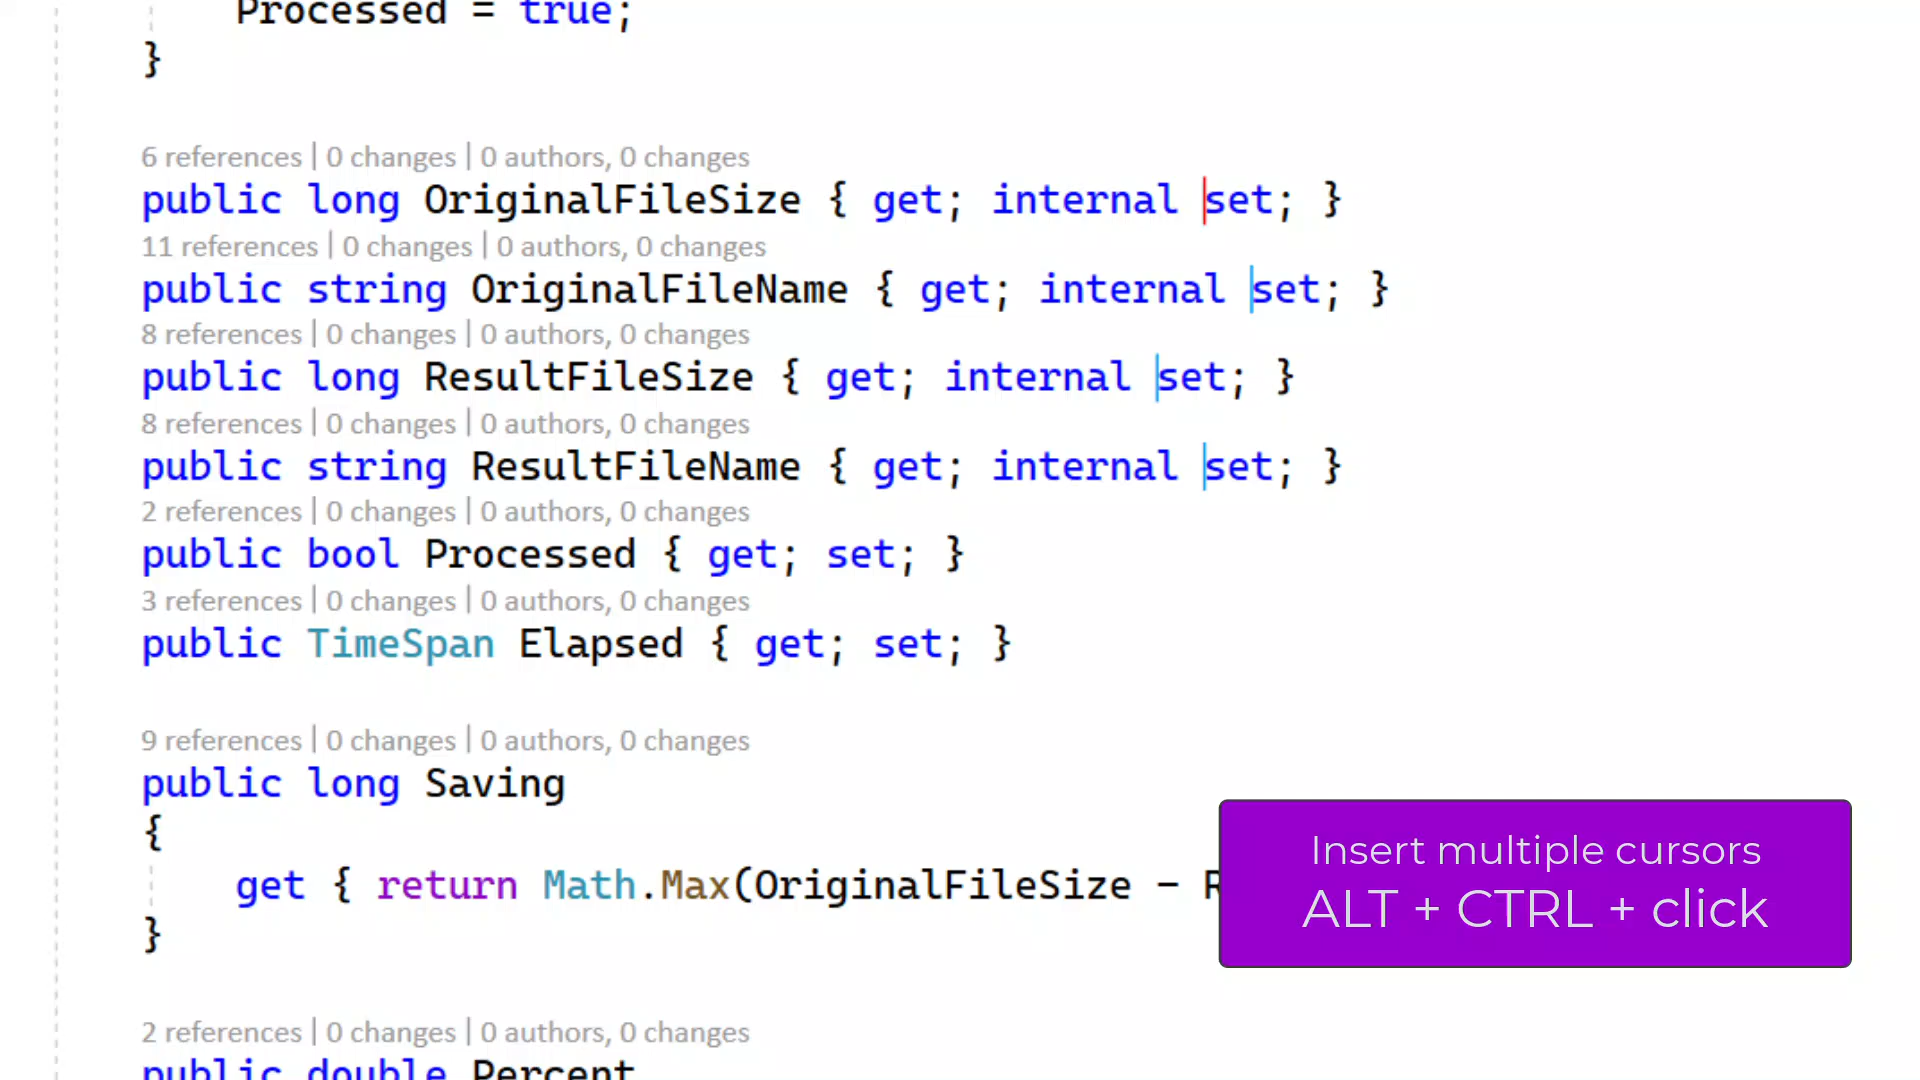 Processed = true;
}
6 references | 0 changes | 0 authors, 0 changes
public long OriginalFileSize { get; internal set; }
11 references | 0 changes | 0 authors, 0 changes
public string OriginalFileName { get; internal set; }
8 references | 0 changes | 0 authors, 0 changes
public long ResultFileSize { get; internal set; }
8 references | 0 changes | 0 authors, 0 changes
public string ResultFileName { get; internal set; }
2 references | 0 changes | 0 authors, 0 changes
public bool Processed { get; set; }
3 references | 0 changes | 0 authors, 0 changes
public TimeSpan Elapsed { get; set; }
9 references | 0 changes | 0 authors, 0 changes
public long Saving
{
get { return Math.Max(OriginalFileSize - R
}
2 references | 0 changes | 0 authors, 0 changes
public double Percent
Insert multiple cursors
ALT + CTRL + click